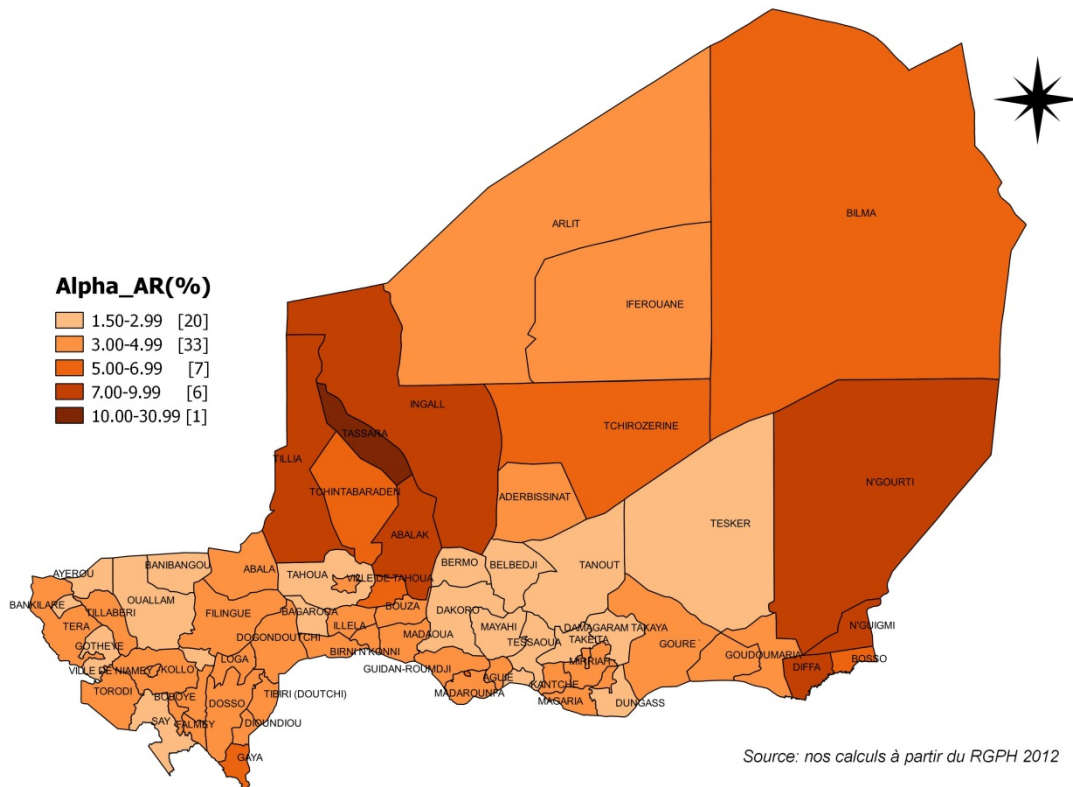 BILMA
ARLIT
IFEROUANE
Alpha_AR(%)
1.50-2.99 [20]
3.00-4.99 [33]
5.00-6.99 [7]
7.00-9.99 [6]
10.00-30.99 [1]
INGALL
TCHIROZERINE
TASSARA
TILLIA
N'GOURTI
TCHINTABARADEN
ADERBISSINAT
TESKER
ABALAK
BANIBANGOU
ABALA
BERMO
BELBEDJI
TANOUT
AYEROU
TAHOUA
VILLE DE TAHOUA
OUALLAM
DAKORO
BANKILARE
TILLABERI
FILINGUE
BAGAROUA
BOUZA
TERA
ILLELA
MAYAHI
DAMAGARAM TAKAYA
N'GUIGMI
MADAOUA
TESSAOUA
TAKEITA
GOTHEYE
DOGONDOUTCHI
GOURE
BIRNI N'KONNI
GOUDOUMARIA
BOSSO
LOGA
MIRRIAH
VILLE DE NIAMEY
KOLLO
GUIDAN-ROUMDJI
DIFFA
AGUIE
KANTCHE
TORODI
BOBOYE
TIBIRI (DOUTCHI)
MADAROUNFA
DOSSO
MAGARIA
DUNGASS
SAY
FALMEY
DIOUNDIOU
GAYA
Source: nos calculs à partir du RGPH 2012